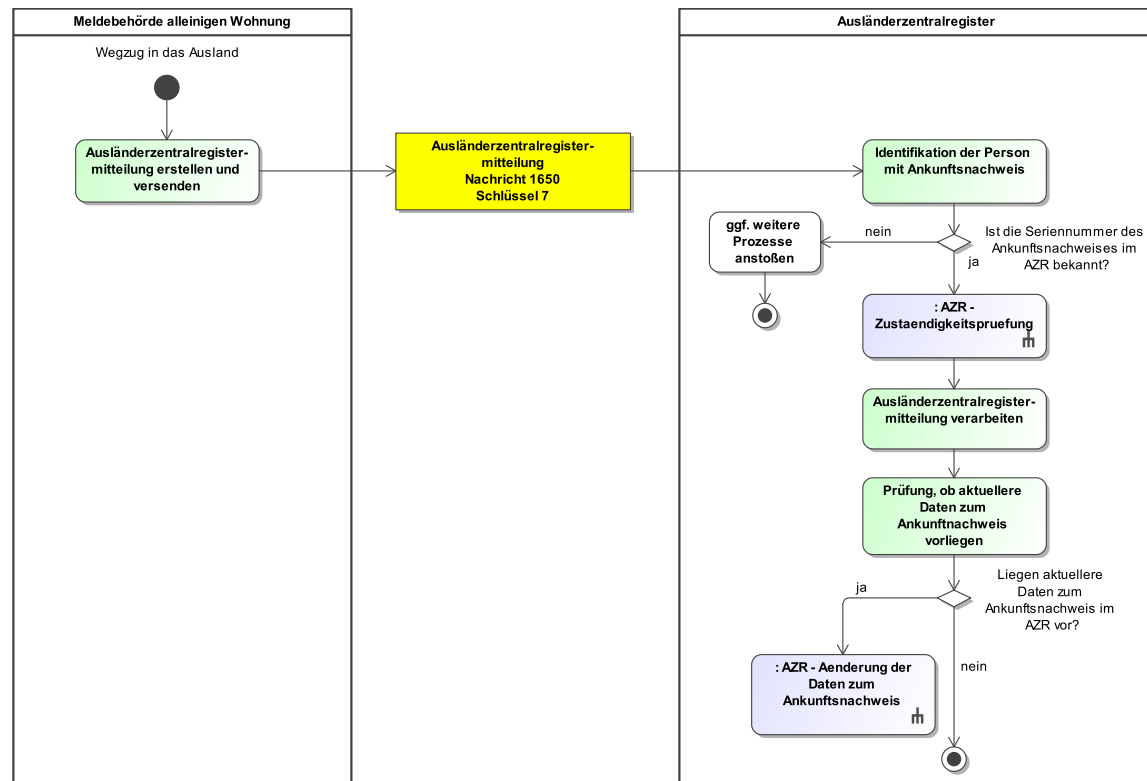 Meldebehörde alleinigen Wohnung
Wegzug in das Ausland
Ausländerzentralregister-
mitteilung erstellen und
versenden
Ausländerzentralregister-
mitteilung
Nachricht 1650
Schlüssel 7
Ausländerzentralregister
Identifikation der Person
mit Ankunftsnachweis
Ist die Seriennummer des
Ankunftsnachweises im
AZR bekannt?
nein
ja
ggf. weitere
Prozesse
anstoßen
: AZR -
Zustaendigkeitspruefung
Ausländerzentralregister-
mitteilung verarbeiten
Prüfung, ob aktuellere
Daten zum
Ankunftnachweis
vorliegen
Liegen aktuellere
Daten zum
Ankunftsnachweis im
AZR vor?
ja
nein
: AZR - Aenderung der
Daten zum
Ankunftsnachweis